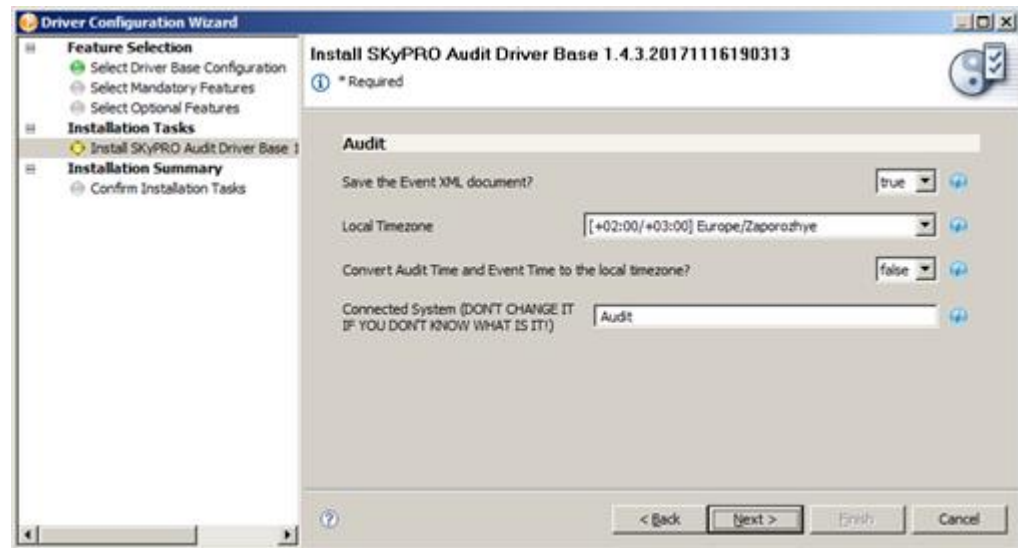 Driver Configuration Wizard
Feature Selection
Select Driver Base Configuration
Select Mandatory Features
Select Optional Features
Installation Tasks
Install SKyPRO Audit Driver Base 1
Installation Summary
Confirm Installation Tasks
Install SKyPRO Audit Driver Base 1.4.3.20171116190313
* Required
Audit
Save the Event XML document?
true
Local Timezone
[+02:00/+03:00] Europe/Zaporozhye
Convert Audit Time and Event Time to the local timezone?
false
Connected System (DON'T CHANGE IT
IF YOU DON'T KNOW WHAT IS IT!)
Audit
< Back
Next >
Finish
Cancel